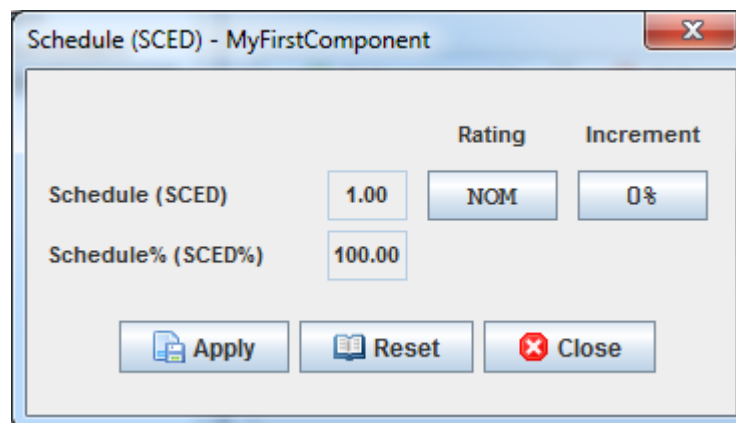 Schedule (SCED) - MyFirstComponent
Rating Increment
Schedule (SCED) 1.00 NOM 0%
Schedule% (SCED%) 100.00
Apply Reset Close